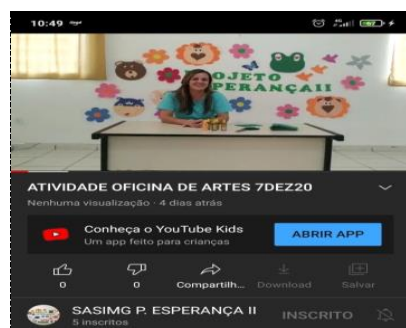 10:49
OJETO
PERANÇAII
ATIVIDADE OFICINA DE ARTES 7DEZ20
Nenhuma visualização · 4 dias atrás
Conheça o YouTube Kids
Um app feito para crianças
ABRIR APP
0
0
Compartilh...
Download
Salvar
SASIMG P. ESPERANÇA II
5 inscritos
INSCRITO